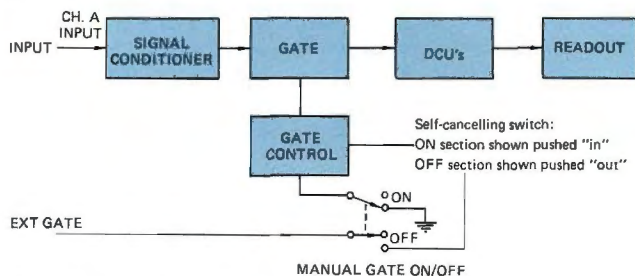 CH. A
INPUT
INPUT
SIGNAL
CONDITIONER
GATE
DCU's
READOUT
GATE
CONTROL
Self-cancelling switch:
ON section shown pushed "in"
OFF section shown pushed "out"
ON
EXT GATE
OFF
MANUAL GATE ON/OFF